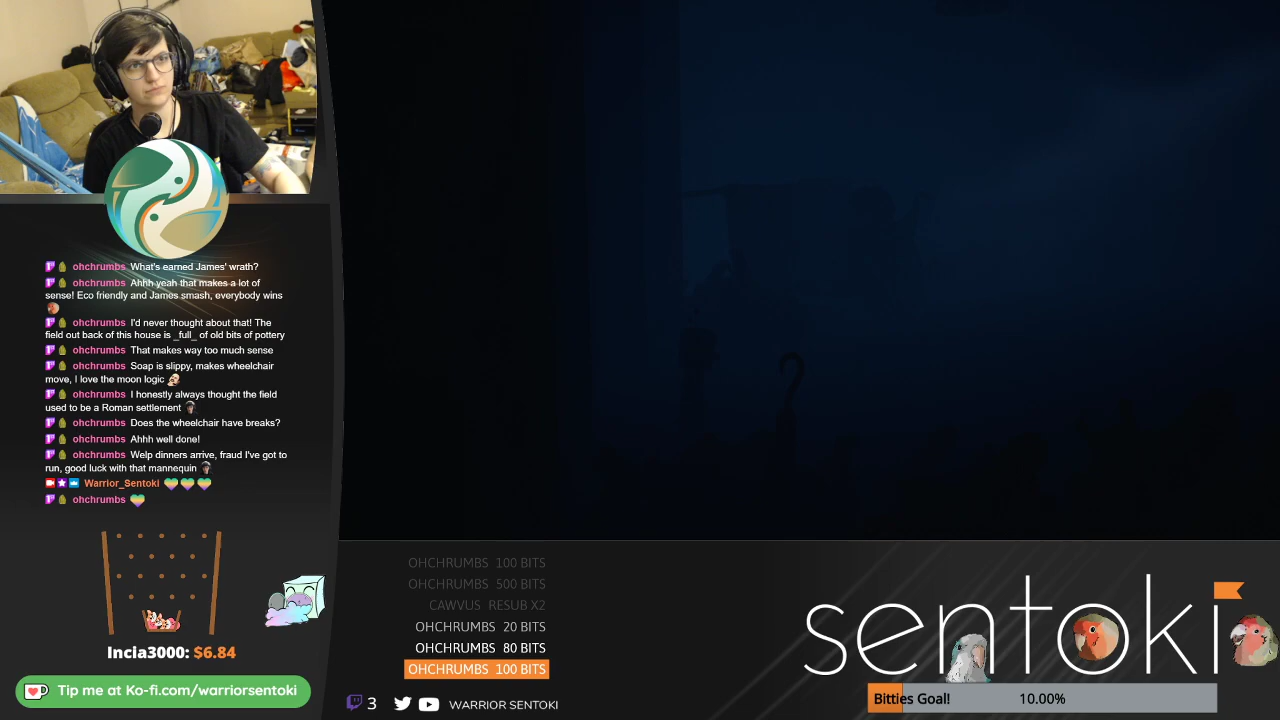 ohchrumbs What's earned James' wrath?
ohchrumbs Ahhh yeah that makes a lot of
sense! Eco friendly and James smash, everybody wins
ohchrumbs I'd never thought about that! The
field out back of this house is _full_ of old bits of pottery
ohchrumbs That makes way too much sense
ohchrumbs Soap is slippy, makes wheelchair
move, I love the moon logic
ohchrumbs I honestly always thought the field
used to be a Roman settlement
ohchrumbs Does the wheelchair have breaks?
ohchrumbs Ahhh well done!
ohchrumbs Welp dinners arrive, fraud I've got to
run, good luck with that mannequin
Warrior_Sentoki
ohchrumbs
Incia3000: $6.84
Tip me at Ko-fi.com/warriorsentoki
OHCHRUMBS 100 BITS
OHCHRUMBS 500 BITS
CAWVUS RESUB X2
OHCHRUMBS 20 BITS
OHCHRUMBS 80 BITS
OHCHRUMBS 100 BITS
3 WARRIOR SENTOKI
sentoki
Bitties Goal! 10.00%